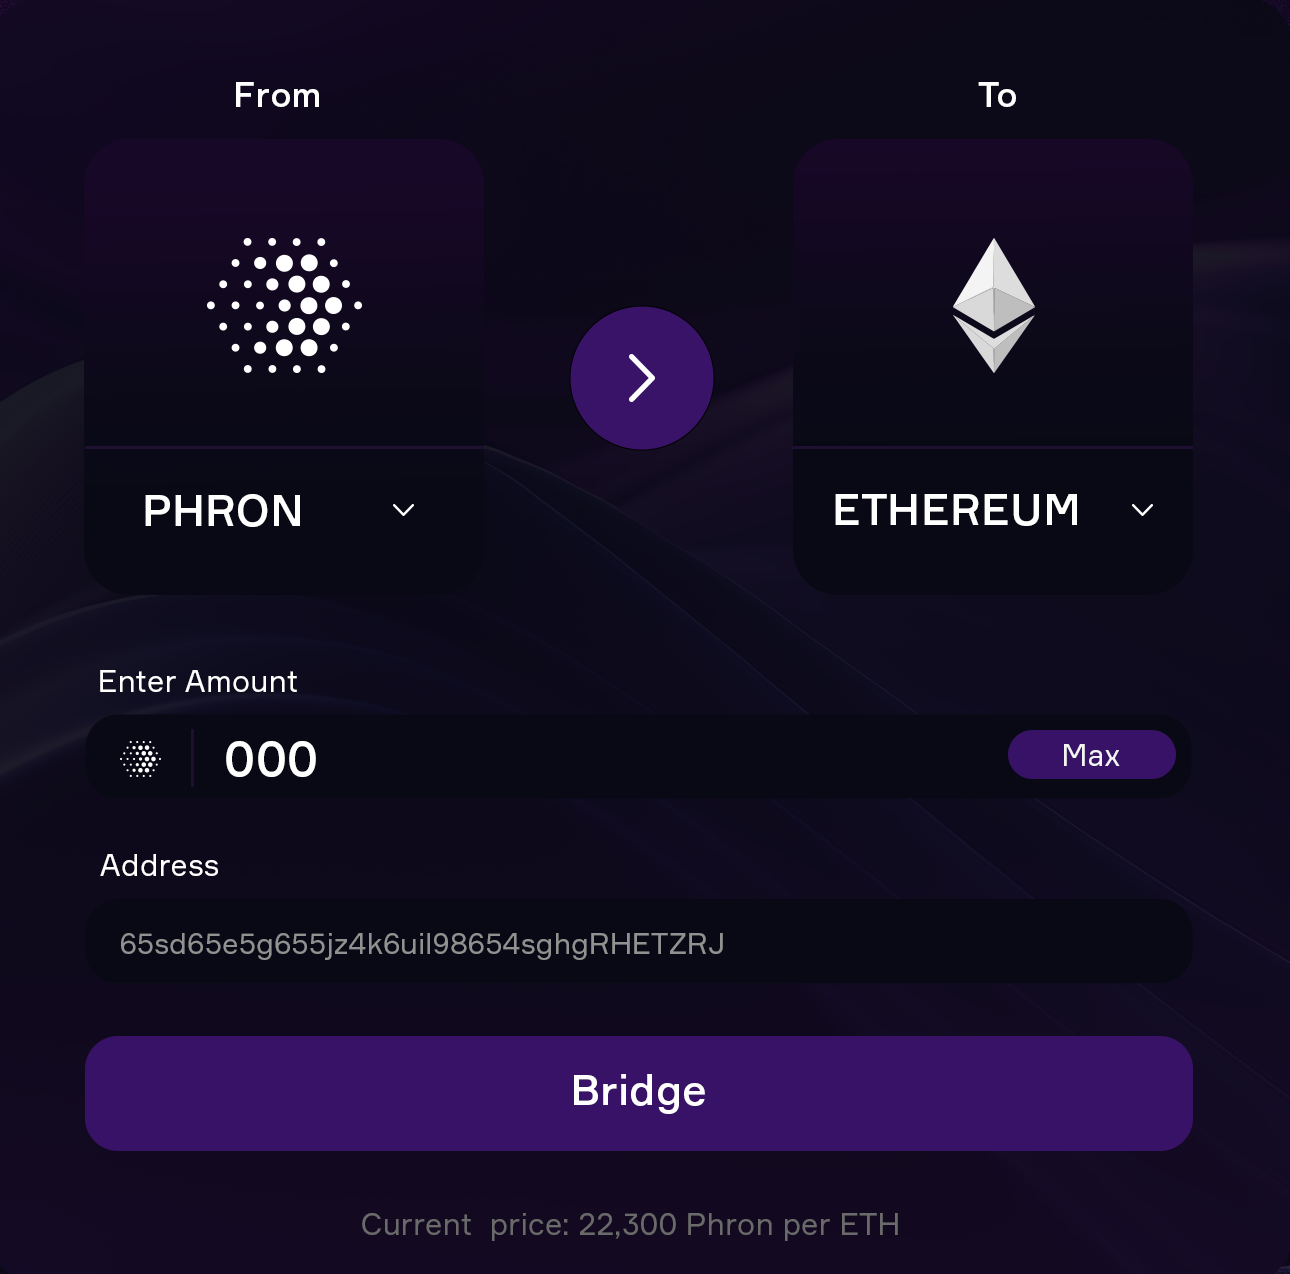 From
To
PHRON
ETHEREUM
Enter Amount
000
Max
Address
65sd65e5g655jz4k6uil98654sghgRHETZRJ
Bridge
Current  price: 22,300 Phron per ETH